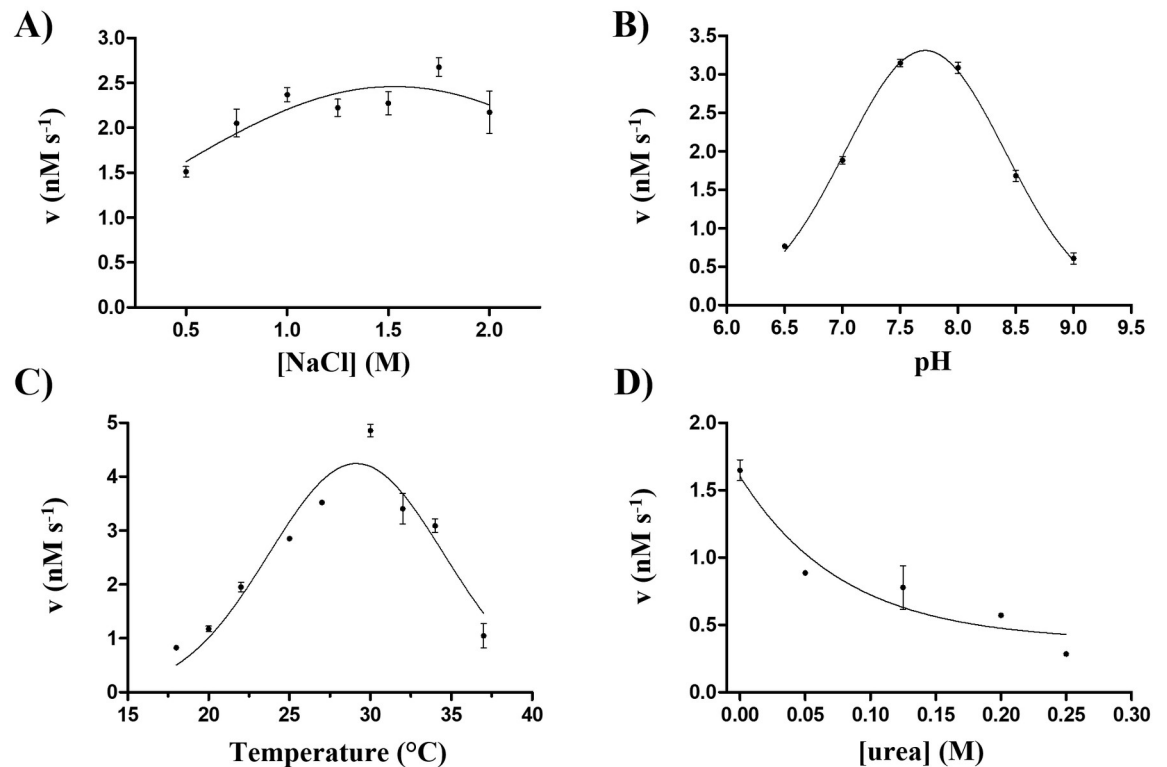 A)
3.0
2.5
2.0
1.5
1.0
0.5
0.0
v (nM s⁻¹)
0.5 1.0 1.5 2.0
[NaCl] (M)
B)
3.5
3.0
2.5
2.0
1.5
1.0
0.5
0.0
v (nM s⁻¹)
6.0 6.5 7.0 7.5 8.0 8.5 9.0 9.5
pH
C)
5
4
3
2
1
0
v (nM s⁻¹)
15 20 25 30 35 40
Temperature (°C)
D)
2.0
1.5
1.0
0.5
0.0
v (nM s⁻¹)
0.00 0.05 0.10 0.15 0.20 0.25 0.30
[urea] (M)